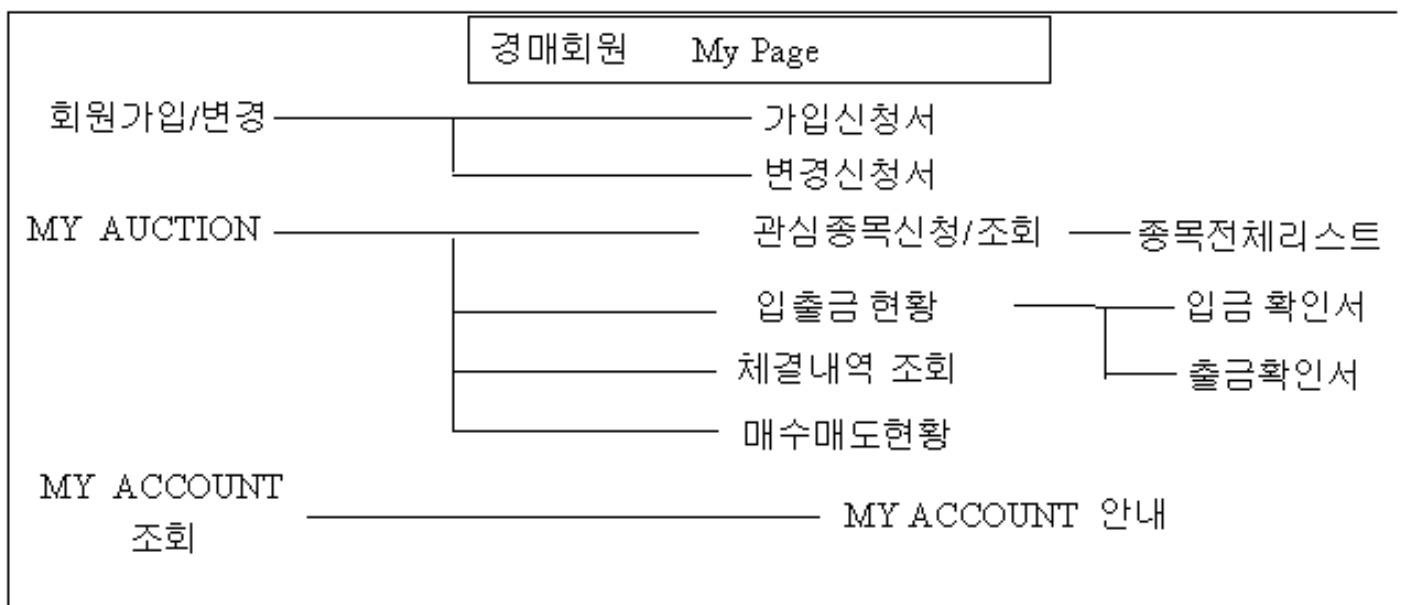 경매회원 My Page
회원가입/변경 가입신청서
변경신청서
MY AUCTION 관심종목신청/조회 종목전체리스트
입출금 현황 입금 확인서
체결내역 조회 출금확인서
매수매도현황
MY ACCOUNT
조회
MY ACCOUNT 안내